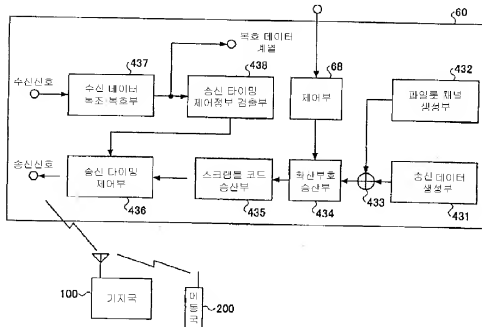 60
437
복호 데이터
계열
438
68
432
수신신호
수신 데이터
복조·복호부
송신 타이밍
제어정보 검출부
제어부
파일롯 채널
생성부
송신신호
송신 타이밍
제어부
436
스크램블 코드
승산부
435
확산부호
승산부
434
433
송신 데이터
생성부
431
100
기지국
이동국
200